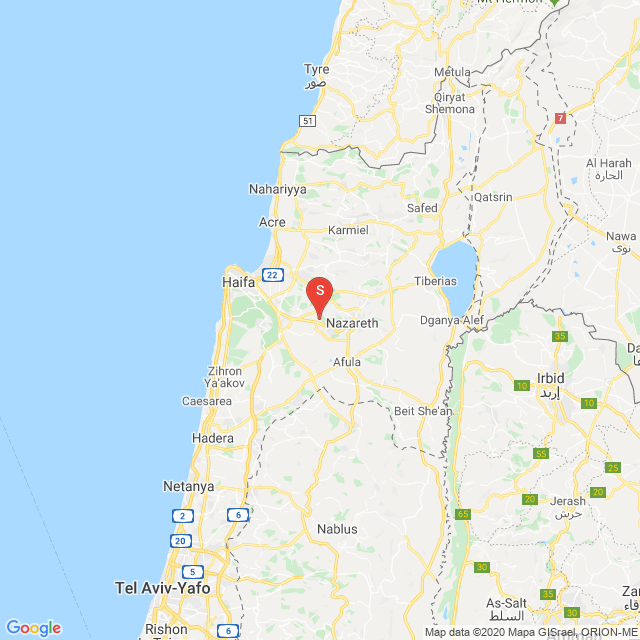 Mt Hermon
Tyre
صور
Metula
Qiryat
Shemona
51
7
Al Harah
الحارة
Nahariyya
Qatsrin
Safed
Acre
Karmiel
Nawa
نوى
22
Haifa
Tiberias
S
Nazareth
Dganya Alef
35
Afula
Zihron
Ya'akov
10
Irbid
إربد
Caesarea
10
Beit She'an
Hadera
55
25
Netanya
20
20
Jerash
جرش
2
6
65
Nablus
20
5
30
Tel Aviv-Yafo
35
As-Salt
السلط
30
Rishon
6
Google
Map data ©2020 Mapa GISrael, ORION-ME